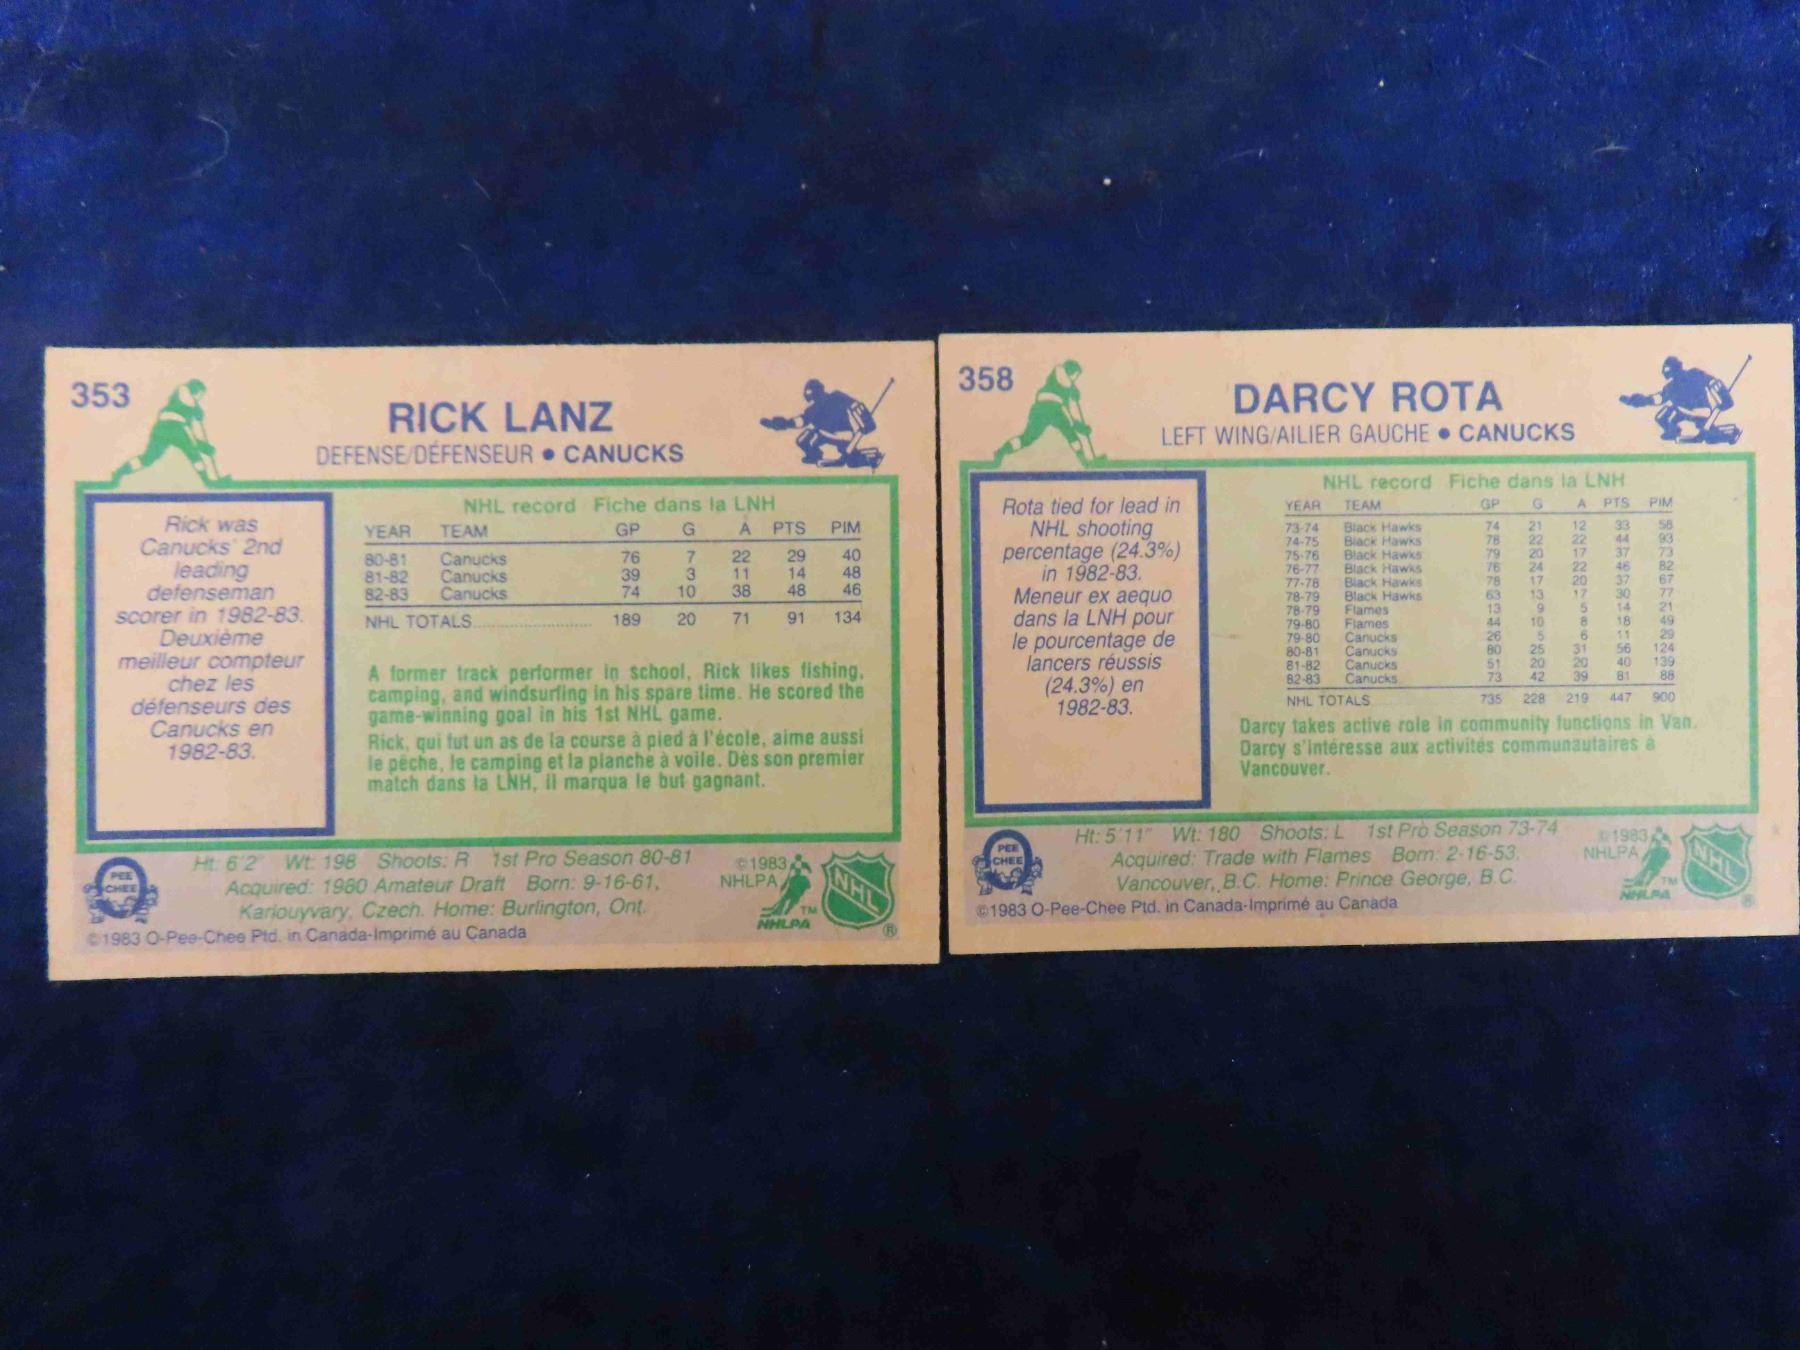 353
RICK LANZ
DEFENSE/DÉFENSEUR • CANUCKS
Rick was
Canucks' 2nd
leading
defenseman
scorer in 1982-83.
Deuxième
meilleur compteur
chez les
défenseurs des
Canucks en
1982-83.
NHL record Fiche dans la LNH
YEAR TEAM GP G A PTS PIM
80-81 Canucks 76 7 22 29 40
81-82 Canucks 39 3 11 14 48
82-83 Canucks 74 10 38 48 46
NHL TOTALS 189 20 71 91 134
A former track performer in school, Rick likes fishing,
camping, and windsurfing in his spare time. He scored the
game-winning goal in his 1st NHL game.
Rick, qui fut un as de la course à pied à l'école, aime aussi
le pêche, le camping et la planche à voile. Dès son premier
match dans la LNH, il marqua le but gagnant.
PEE
CHEE
Ht: 6'2" Wt: 198 Shoots: R 1st Pro Season 80-81
Acquired: 1980 Amateur Draft Born: 9-16-61,
Karlouyvary, Czech. Home: Burlington, Ont.
©1983 O-Pee-Chee Ptd. in Canada-Imprimé au Canada
©1983
NHLPA
TM
NHLPA
NHL
®
358
DARCY ROTA
LEFT WING/AILIER GAUCHE • CANUCKS
Rota tied for lead in
NHL shooting
percentage (24.3%)
in 1982-83.
Meneur ex aequo
dans la LNH pour
le pourcentage de
lancers réussis
(24.3%) en
1982-83.
NHL record Fiche dans la LNH
YEAR TEAM GP G A PTS PIM
73-74 Black Hawks 74 21 12 33 58
74-75 Black Hawks 78 22 22 44 93
75-76 Black Hawks 79 20 17 37 73
76-77 Black Hawks 76 24 22 46 82
77-78 Black Hawks 78 17 20 37 67
78-79 Black Hawks 63 13 17 30 77
78-79 Flames 13 9 5 14 21
79-80 Flames 44 10 8 18 49
79-80 Canucks 26 5 6 11 29
80-81 Canucks 80 25 31 56 124
81-82 Canucks 51 20 20 40 139
82-83 Canucks 73 42 39 81 88
NHL TOTALS 735 228 219 447 900
Darcy takes active role in community functions in Van.
Darcy s'intéresse aux activités communautaires à
Vancouver.
PEE
CHEE
Ht: 5'11" Wt: 180 Shoots: L 1st Pro Season 73-74
Acquired: Trade with Flames Born: 2-16-53,
Vancouver, B.C. Home: Prince George, B.C.
©1983 O-Pee-Chee Ptd. in Canada-Imprimé au Canada
©1983
NHLPA
TM
NHLPA
NHL
®